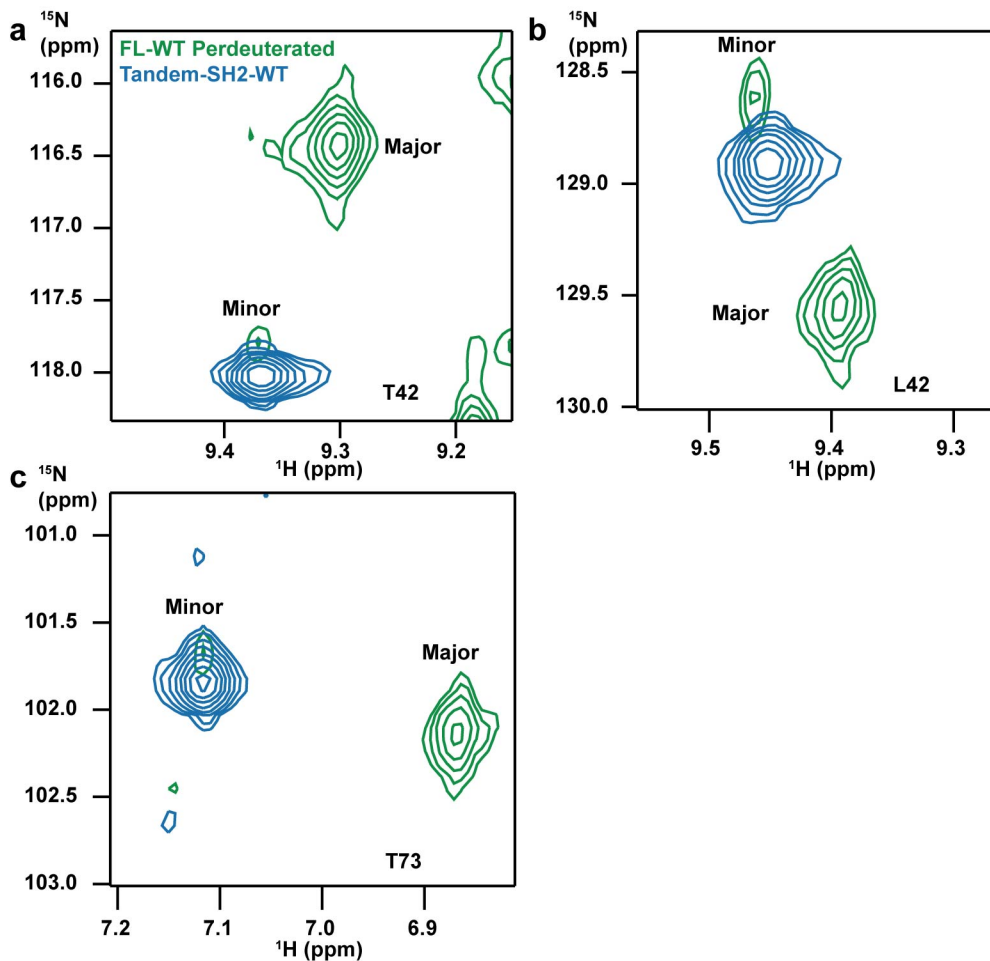 a
15N
(ppm)
FL-WT Perdeuterated
Tandem-SH2-WT
116.0
116.5
117.0
117.5
118.0
Major
Minor
T42
9.4
9.3
9.2
1H (ppm)
b
15N
(ppm)
Minor
128.5
129.0
129.5
130.0
Major
L42
9.5
9.4
9.3
1H (ppm)
c
15N
(ppm)
101.0
101.5
102.0
102.5
103.0
Minor
Major
T73
7.2
7.1
7.0
6.9
1H (ppm)